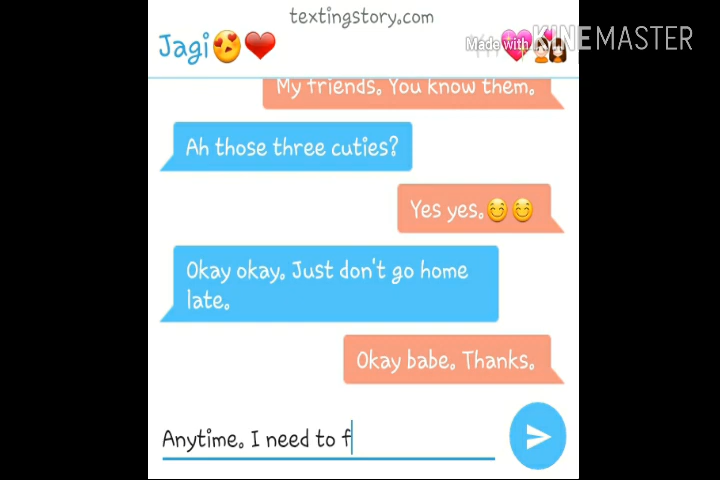 textingstory.com
Jagi😍❤️
Made with KINEMASTER
My friends. You know them.
Ah those three cuties?
Yes yes.😊😊
Okay okay. Just don't go home
late.
Okay babe. Thanks.
Anytime. I need to f